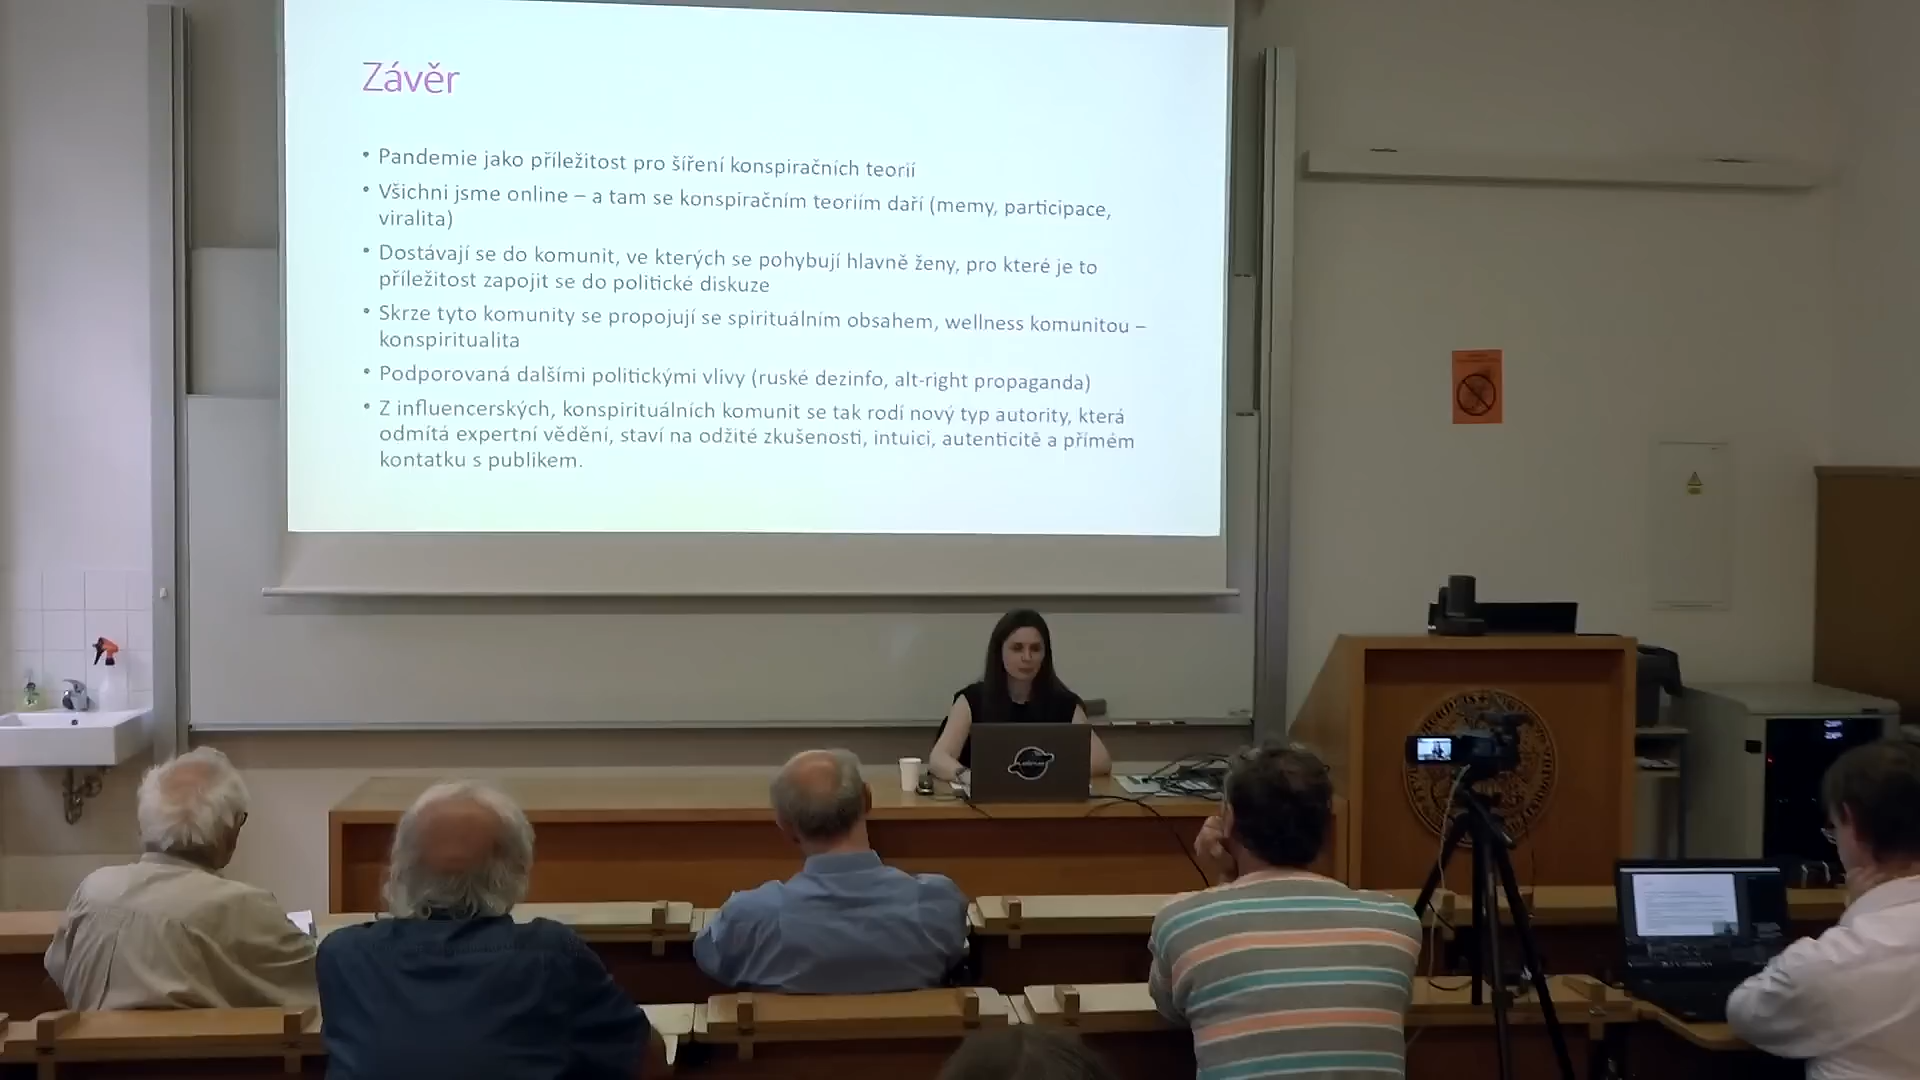 Závěr
• Pandemie jako příležitost pro šíření konspiračních teorií
• Všichni jsme online – a tam se konspiračním teoriím daří (memy, participace,
viralita)
• Dostávají se do komunit, ve kterých se pohybují hlavně ženy, pro které je to
příležitost zapojit se do politické diskuze
• Skrze tyto komunity se propojují se spirituálním obsahem, wellness komunitou –
konspiritualita
• Podporovaná dalšími politickými vlivy (ruské dezinfo, alt-right propaganda)
• Z influencerských, konspirituálních komunit se tak rodí nový typ autority, která
odmítá expertní vědění, staví na odžité zkušenosti, intuici, autenticitě a přímém
kontatku s publikem.